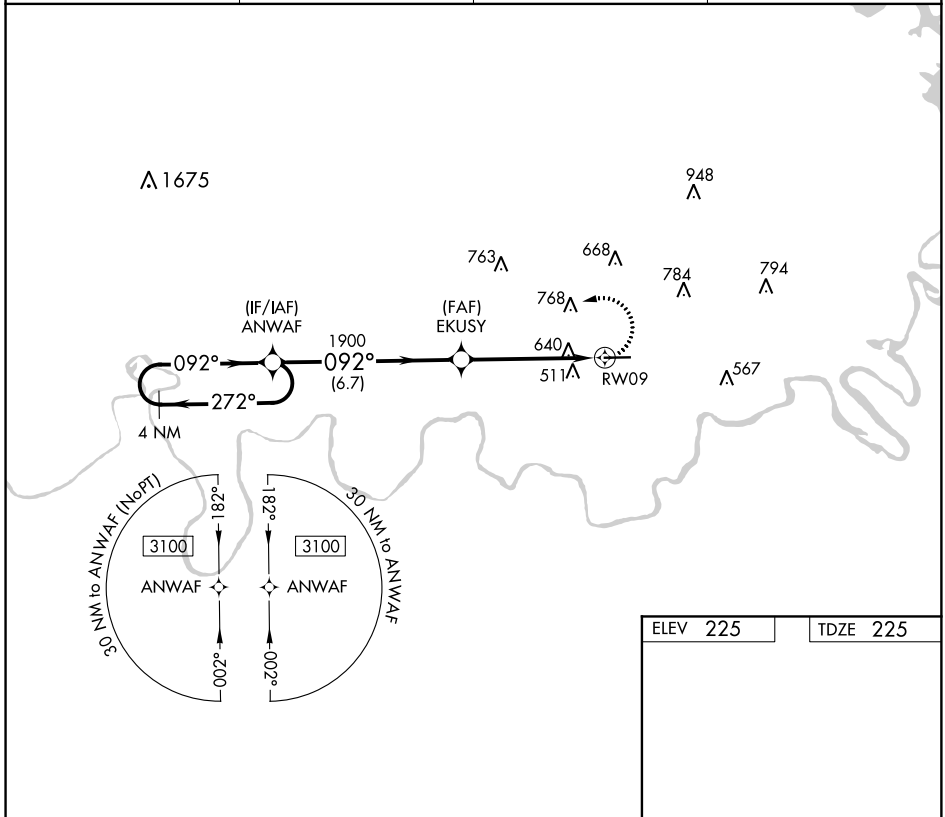 948
1675
763
668
784
794
768
(IF/IAF)
ANWAF
(FAF)
EKUSY
1900
092°
092°
(6.7)
640
511
RW09
567
272°
4 NM
30 NM to ANWAF (NoPT)
182°
182°
30 NM to ANWAF
3100
3100
ANWAF
ANWAF
002°
002°
ELEV 225
TDZE 225